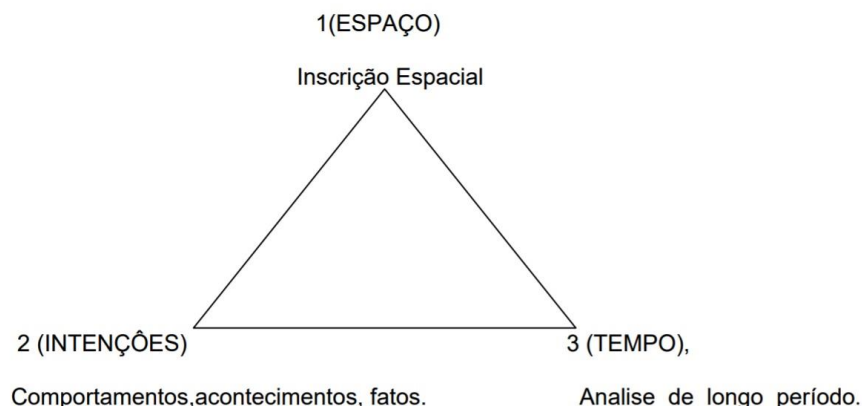 1(ESPAÇO)
Inscrição Espacial
2 (INTENÇÔES)
3 (TEMPO),
Comportamentos,acontecimentos, fatos.
Analise de longo período.